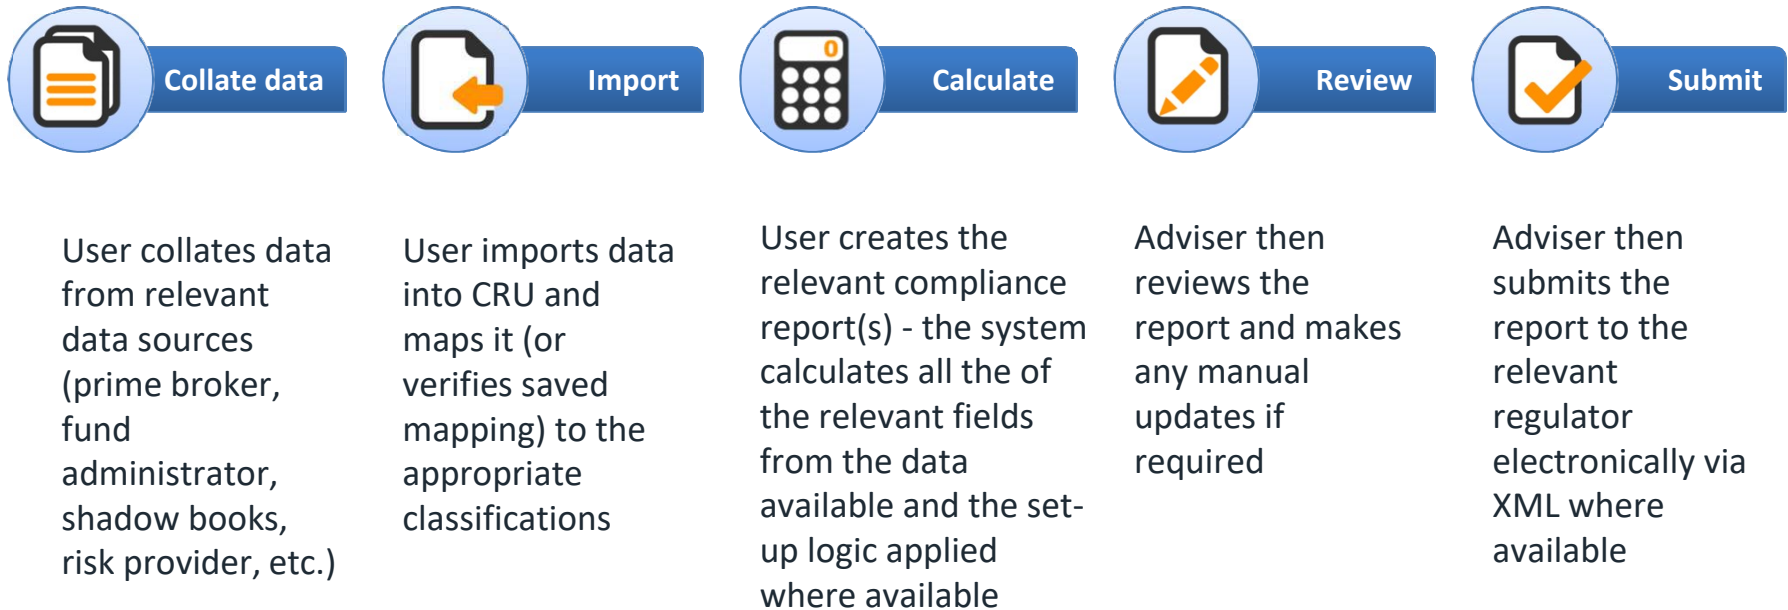 Collate data
User collates data
from relevant
data sources
(prime broker,
fund
administrator,
shadow books,
risk provider, etc.)
Import
User imports data
into CRU and
maps it (or
verifies saved
mapping) to the
appropriate
classifications
0
Calculate
User creates the
relevant compliance
report(s) - the system
calculates all the of
the relevant fields
from the data
available and the set-
up logic applied
where available
Review
Adviser then
reviews the
report and makes
any manual
updates if
required
Submit
Adviser then
submits the
report to the
relevant
regulator
electronically via
XML where
available